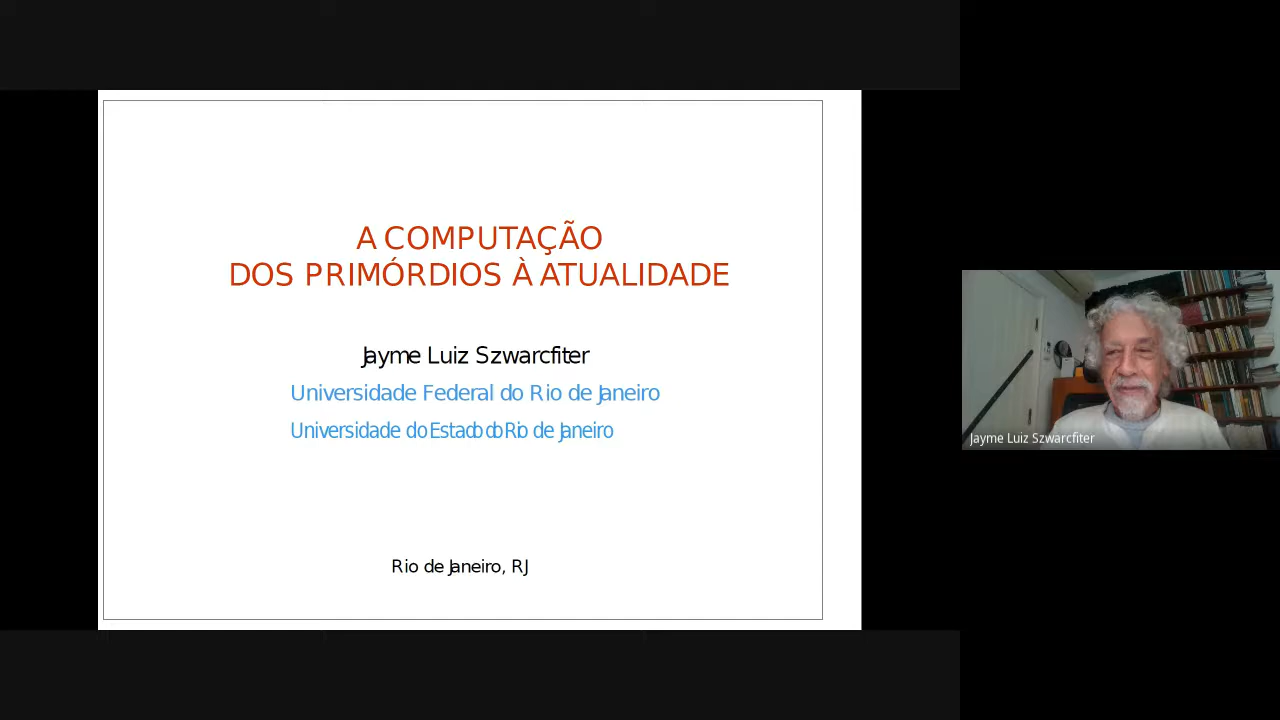 A COMPUTAÇÃO
DOS PRIMÓRDIOS À ATUALIDADE
Jayme Luiz Szwarcfiter
Universidade Federal do Rio de Janeiro
Universidade do Estado do Rio de Janeiro
Rio de Janeiro, RJ
Jayme Luiz Szwarcfiter